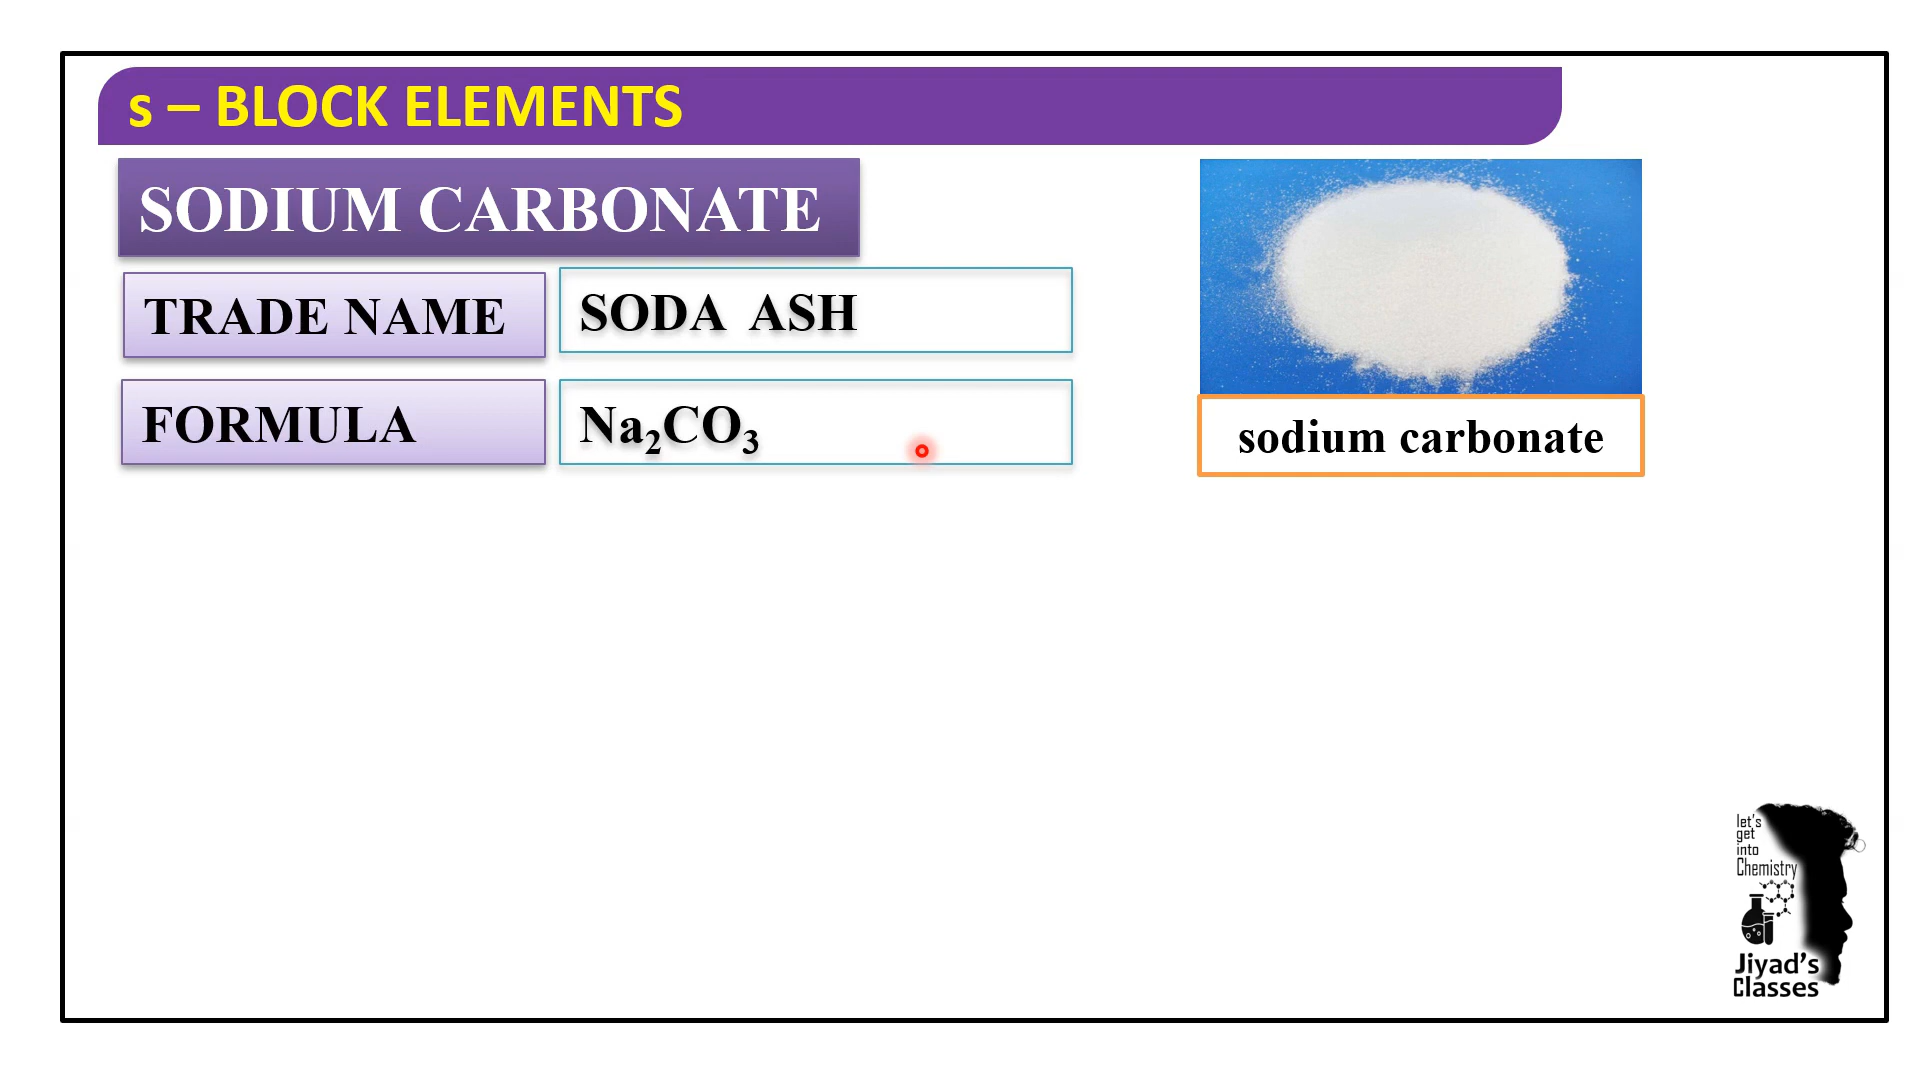 s – BLOCK ELEMENTS
SODIUM CARBONATE
TRADE NAME
SODA ASH
FORMULA
Na₂CO₃
sodium carbonate
let's
get
into
Chemistry
Jiyad's
Classes